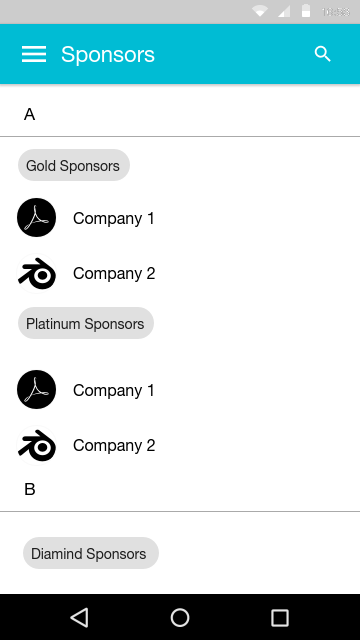 Sponsors
A
Gold Sponsors
Company 1
Company 2
Platinum Sponsors
Company 1
Company 2
B
Diamind Sponsors